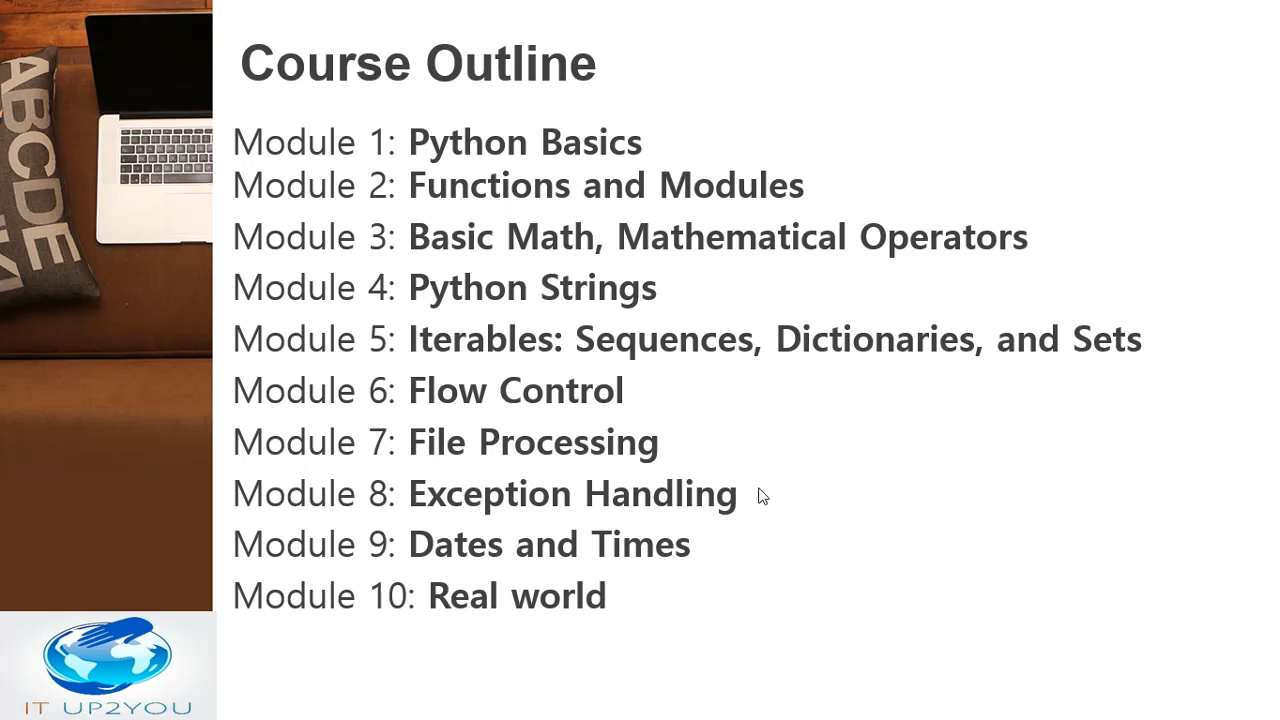 Course Outline
Module 1: Python Basics
Module 2: Functions and Modules
Module 3: Basic Math, Mathematical Operators
Module 4: Python Strings
Module 5: Iterables: Sequences, Dictionaries, and Sets
Module 6: Flow Control
Module 7: File Processing
Module 8: Exception Handling
Module 9: Dates and Times
Module 10: Real world
ABCDE
IT UP2YOU